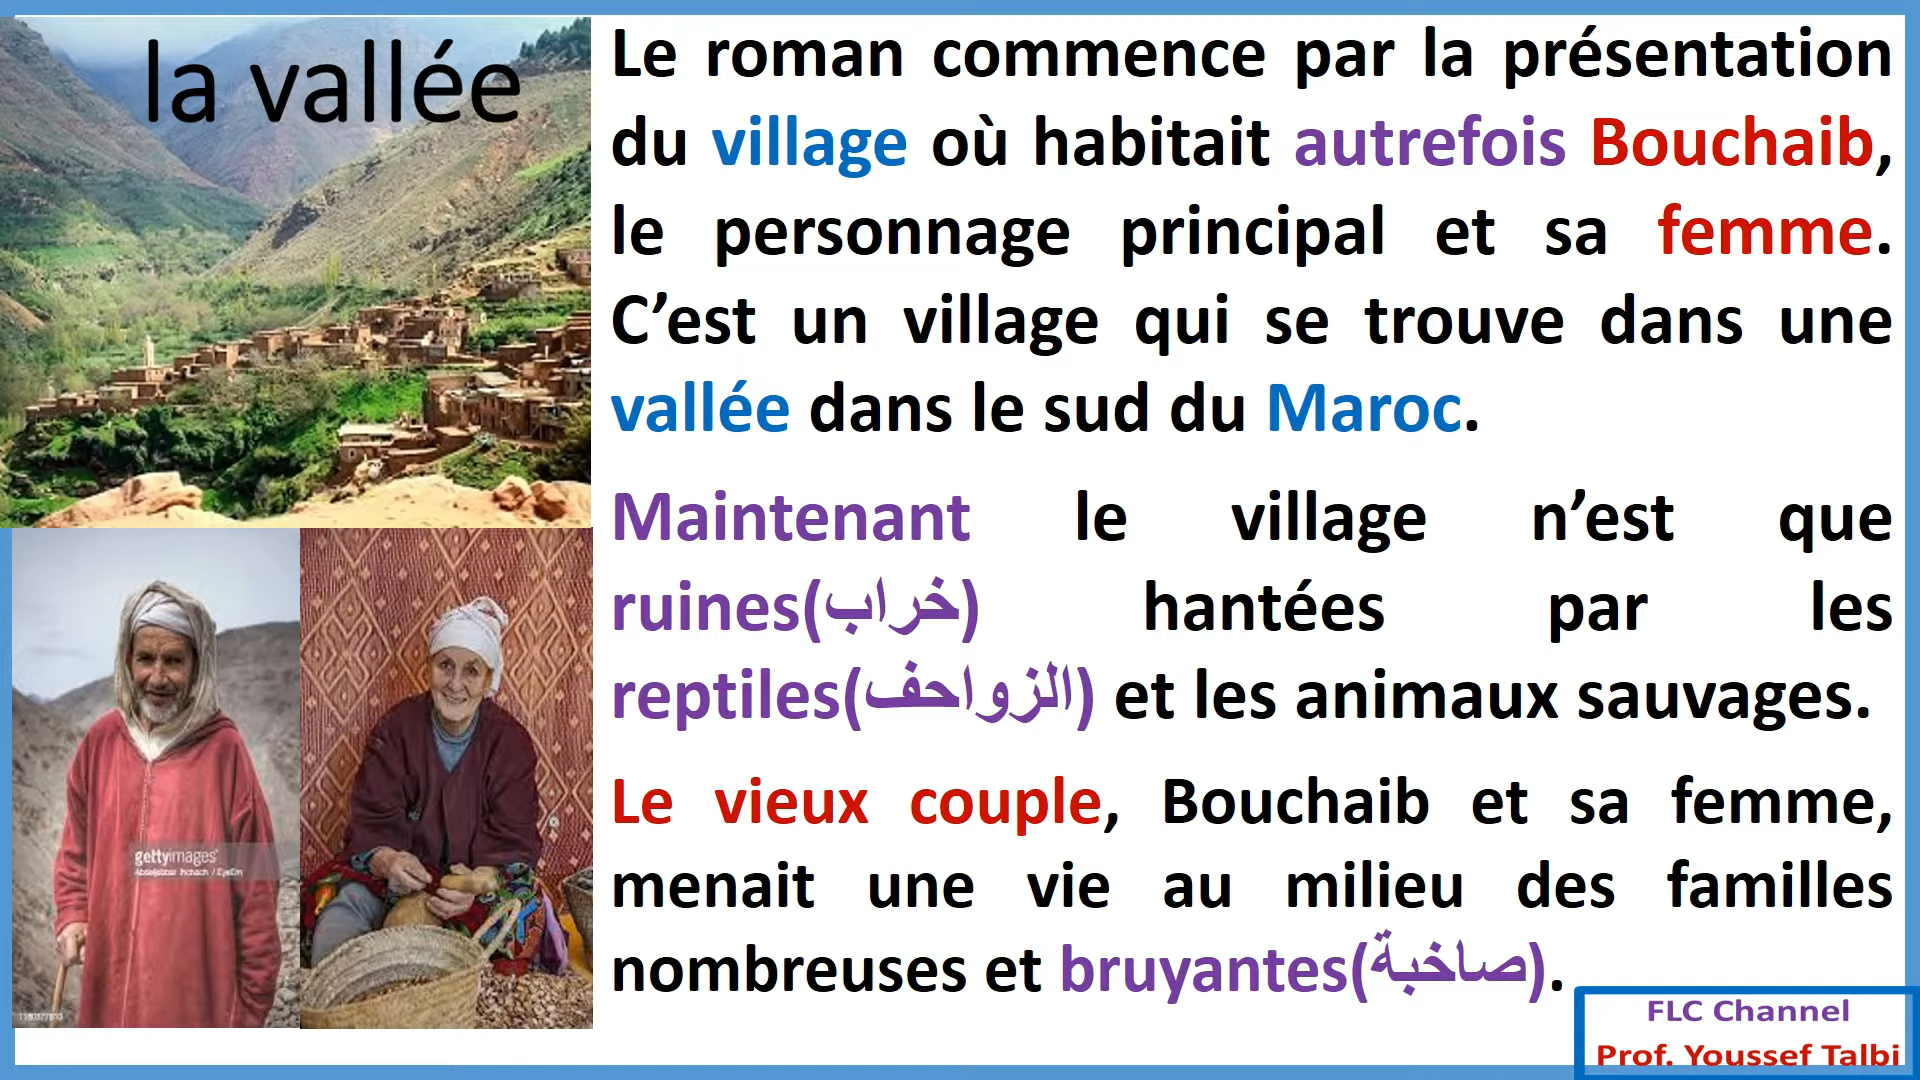 la vallée
Le roman commence par la présentation
du village où habitait autrefois Bouchaib,
le personnage principal et sa femme.
C’est un village qui se trouve dans une
vallée dans le sud du Maroc.
Maintenant le village n’est que
ruines(خراب) hantées par les
reptiles(الزواحف) et les animaux sauvages.
Le vieux couple, Bouchaib et sa femme,
menait une vie au milieu des familles
nombreuses et bruyantes(صاخبة).
gettyimages
FLC Channel
Prof. Youssef Talbi